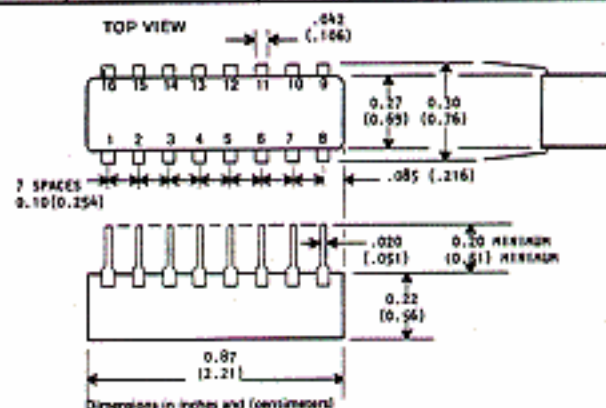 TOP VIEW
.042
(.106)
16 15 14 13 12 11 10 9
0.27 0.30
(0.69) (0.76)
1 2 3 4 5 6 7 8
7 SPACES
0.10(0.254)
.085 (.216)
.020
(.051)
0.20 MINIMUM
(0.51) MINIMUM
0.22
(0.56)
0.87
(2.21)
Dimensions in inches and (centimeters)